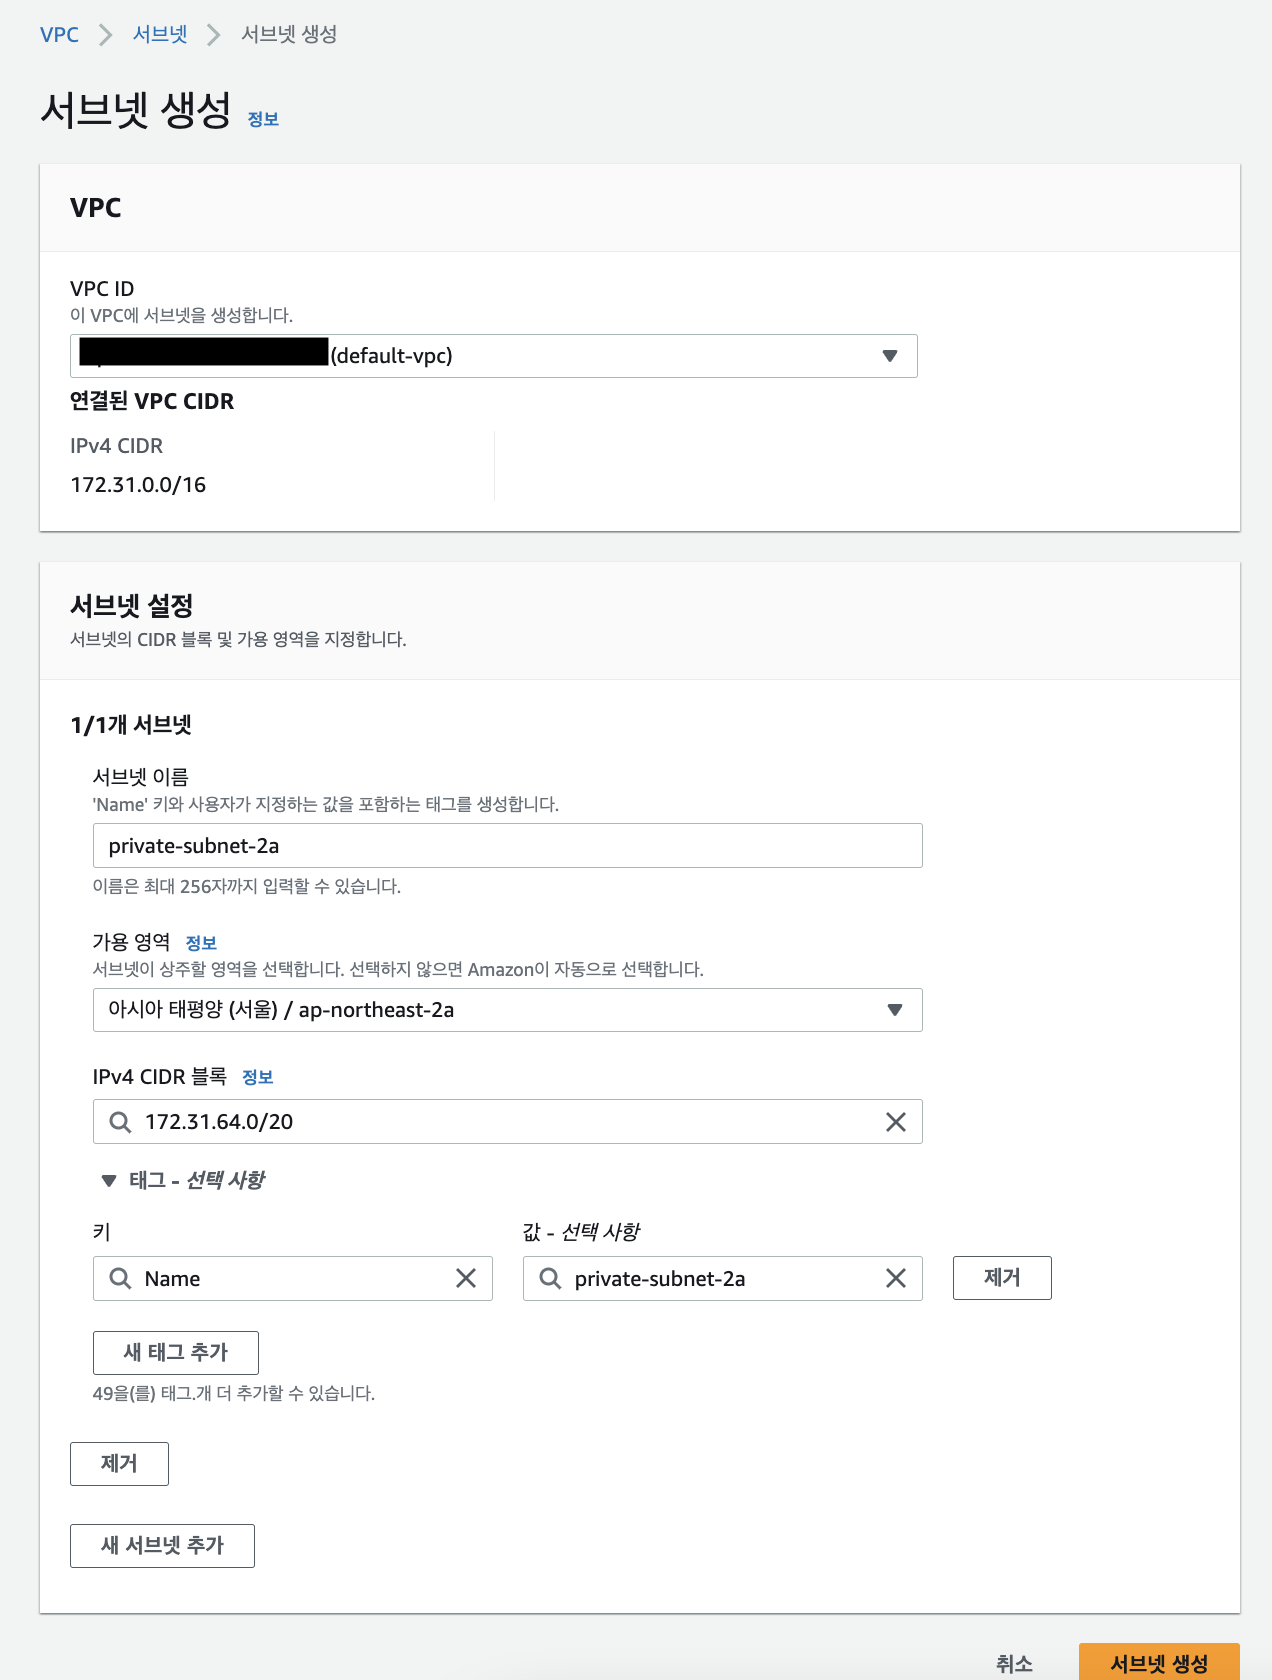 VPC > 서브넷 > 서브넷 생성
서브넷 생성 정보
VPC
VPC ID
이 VPC에 서브넷을 생성합니다.
(default-vpc)
연결된 VPC CIDR
IPv4 CIDR
172.31.0.0/16
서브넷 설정
서브넷의 CIDR 블록 및 가용 영역을 지정합니다.
1/1개 서브넷
서브넷 이름
'Name' 키와 사용자가 지정하는 값을 포함하는 태그를 생성합니다.
private-subnet-2a
이름은 최대 256자까지 입력할 수 있습니다.
가용 영역 정보
서브넷이 상주할 영역을 선택합니다. 선택하지 않으면 Amazon이 자동으로 선택합니다.
아시아 태평양 (서울) / ap-northeast-2a
IPv4 CIDR 블록 정보
172.31.64.0/20
태그 - 선택 사항
키 값 - 선택 사항
Name private-subnet-2a 제거
새 태그 추가
49을(를) 태그.개 더 추가할 수 있습니다.
제거
새 서브넷 추가
취소 서브넷 생성